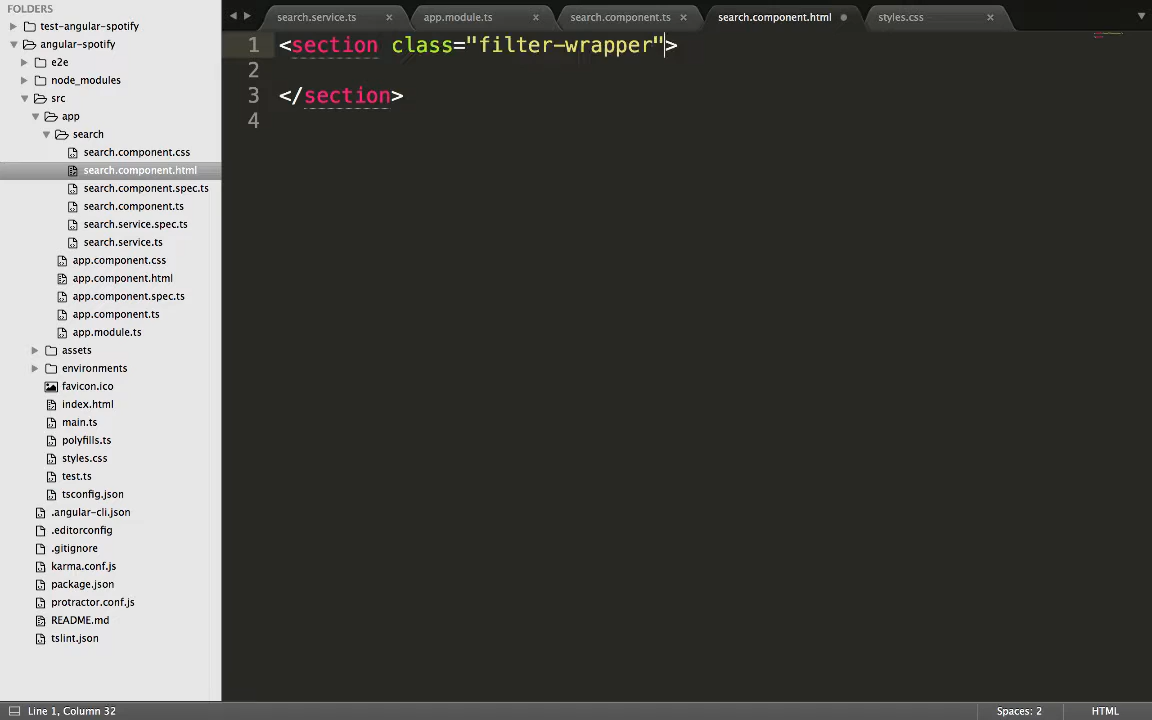 FOLDERS
test-angular-spotify
angular-spotify
e2e
node_modules
src
app
search
search.component.css
search.component.html
search.component.spec.ts
search.component.ts
search.service.spec.ts
search.service.ts
app.component.css
app.component.html
app.component.spec.ts
app.component.ts
app.module.ts
assets
environments
favicon.ico
index.html
main.ts
polyfills.ts
styles.css
test.ts
tsconfig.json
.angular-cli.json
.editorconfig
.gitignore
karma.conf.js
package.json
protractor.conf.js
README.md
tslint.json
search.service.ts app.module.ts search.component.ts search.component.html styles.css
1 <section class="filter-wrapper">
2
3 </section>
4
Line 1, Column 32 Spaces: 2 HTML